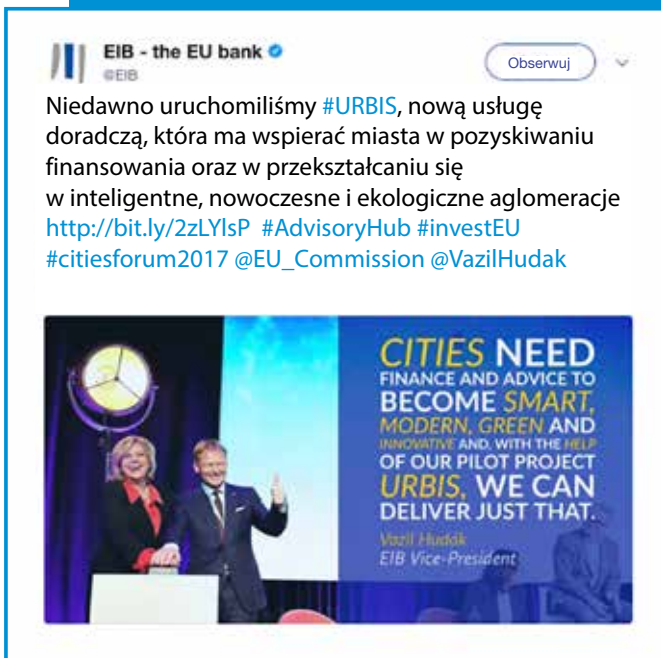 EIB - the EU bank
@EIB
Obserwuj
Niedawno uruchomiliśmy #URBIS, nową usługę
doradczą, która ma wspierać miasta w pozyskiwaniu
finansowania oraz w przekształcaniu się
w inteligentne, nowoczesne i ekologiczne aglomeracje
http://bit.ly/2zLYlsP #AdvisoryHub #investEU
#citiesforum2017 @EU_Commission @VazilHudak
CITIES NEED
FINANCE AND ADVICE TO
BECOME SMART,
MODERN, GREEN AND
INNOVATIVE AND, WITH THE HELP
OF OUR PILOT PROJECT
URBIS, WE CAN
DELIVER JUST THAT.
Vazil Hudák
EIB Vice-President